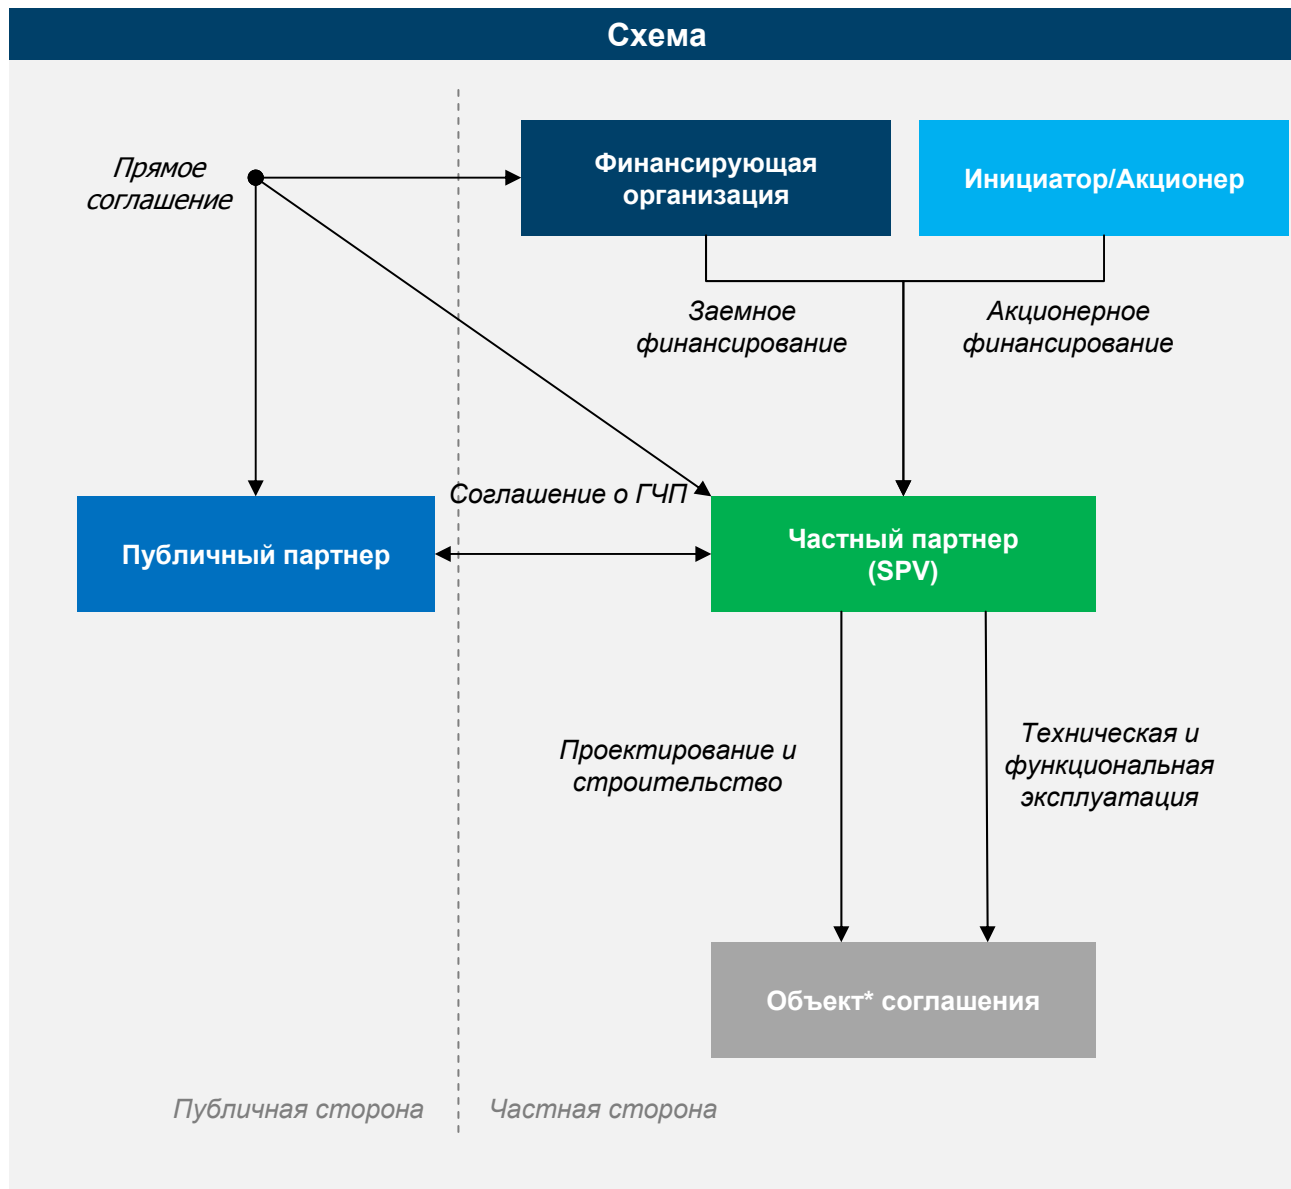 Схема
Прямое
соглашение
Финансирующая
организация
Инициатор/Акционер
Заемное
финансирование
Акционерное
финансирование
Соглашение о ГЧП
Публичный партнер
Частный партнер
(SPV)
Проектирование и
строительство
Техническая и
функциональная
эксплуатация
Объект* соглашения
Публичная сторона
Частная сторона